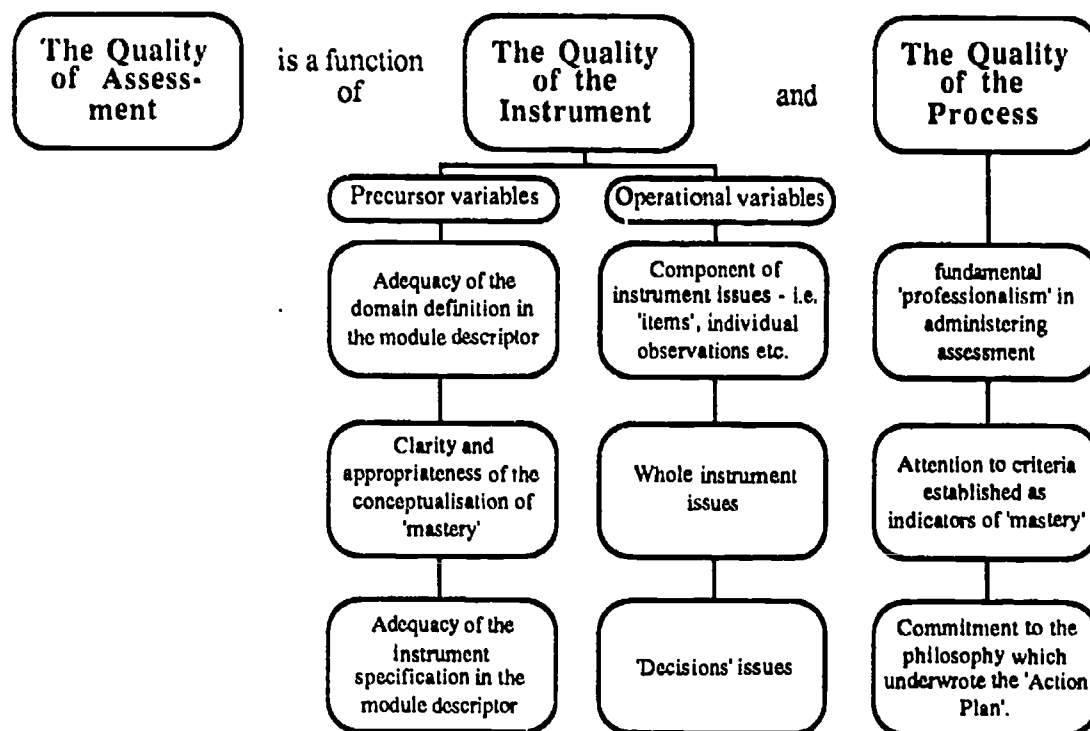 The Quality
of Assess-
ment
is a function
of
The Quality
of the
Instrument
and
The Quality
of the
Process
Precursor variables
Operational variables
Adequacy of the
domain definition in
the module descriptor
Component of
instrument issues - i.e.
'items', individual
observations etc.
fundamental
'professionalism' in
administering
assessment
Clarity and
appropriateness of the
conceptualisation of
'mastery'
Whole instrument
issues
Attention to criteria
established as
indicators of 'mastery'
Adequacy of the
instrument
specification in the
module descriptor
'Decisions' issues
Commitment to the
philosophy which
underwrote the 'Action
Plan'.